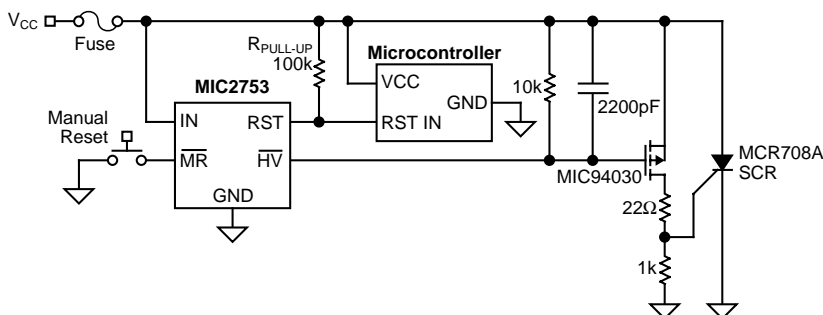 VCC
Fuse
RPULL-UP
100k
Microcontroller
MIC2753
VCC
GND
RST IN
10k
2200pF
Manual
Reset
IN
RST
MR
HV
GND
MIC94030
MCR708A
SCR
22Ω
1k